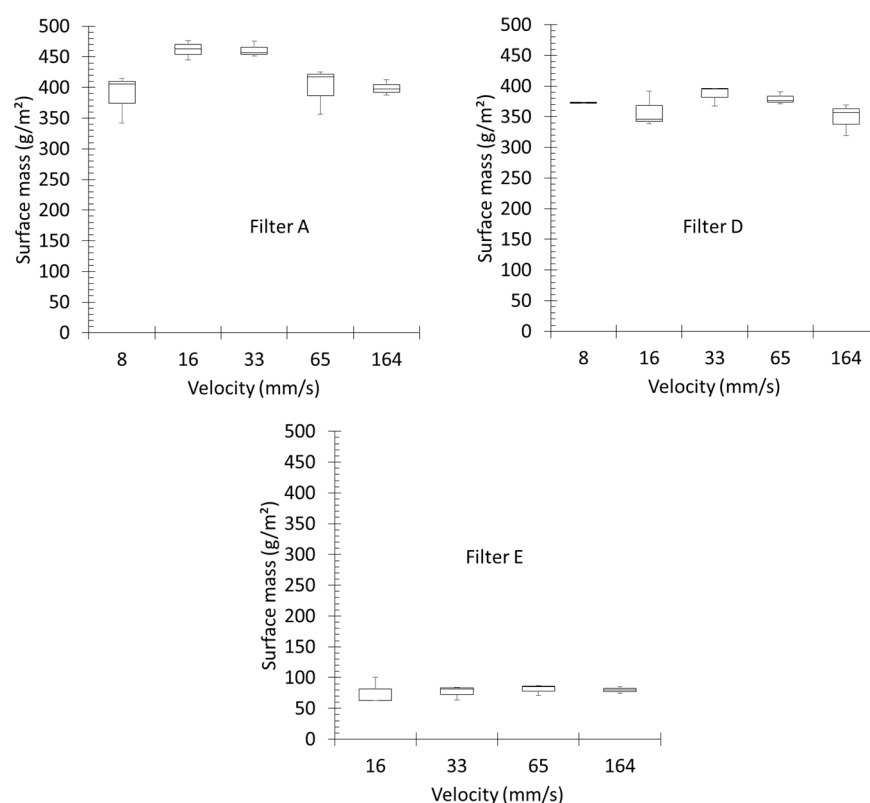 500
450
400
350
300
250
200
150
100
50
0
Surface mass (g/m²)
Filter A
8 16 33 65 164
Velocity (mm/s)
500
450
400
350
300
250
200
150
100
50
0
Surface mass (g/m²)
Filter D
8 16 33 65 164
Velocity (mm/s)
500
450
400
350
300
250
200
150
100
50
0
Surface mass (g/m²)
Filter E
16 33 65 164
Velocity (mm/s)